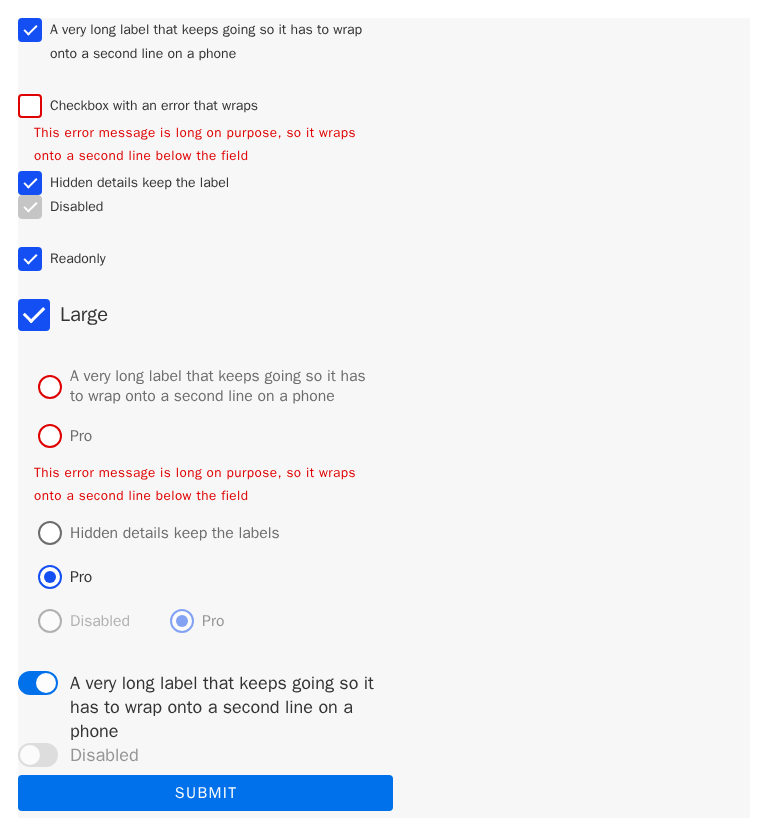 A very long label that keeps going so it has to wrap
onto a second line on a phone
Checkbox with an error that wraps
This error message is long on purpose, so it wraps
onto a second line below the field
Hidden details keep the label
Disabled
Readonly
Large
A very long label that keeps going so it has
to wrap onto a second line on a phone
Pro
This error message is long on purpose, so it wraps
onto a second line below the field
Hidden details keep the labels
Pro
Disabled Pro
A very long label that keeps going so it
has to wrap onto a second line on a
phone
Disabled
SUBMIT